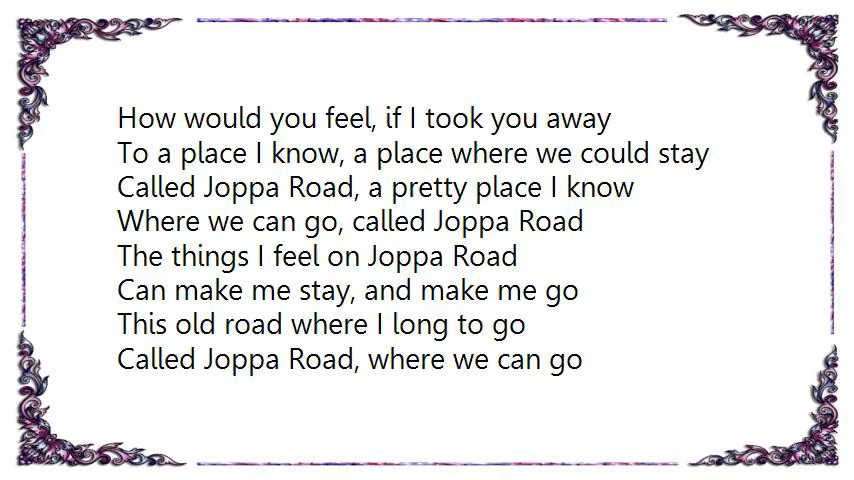 How would you feel, if I took you away
To a place I know, a place where we could stay
Called Joppa Road, a pretty place I know
Where we can go, called Joppa Road
The things I feel on Joppa Road
Can make me stay, and make me go
This old road where I long to go
Called Joppa Road, where we can go